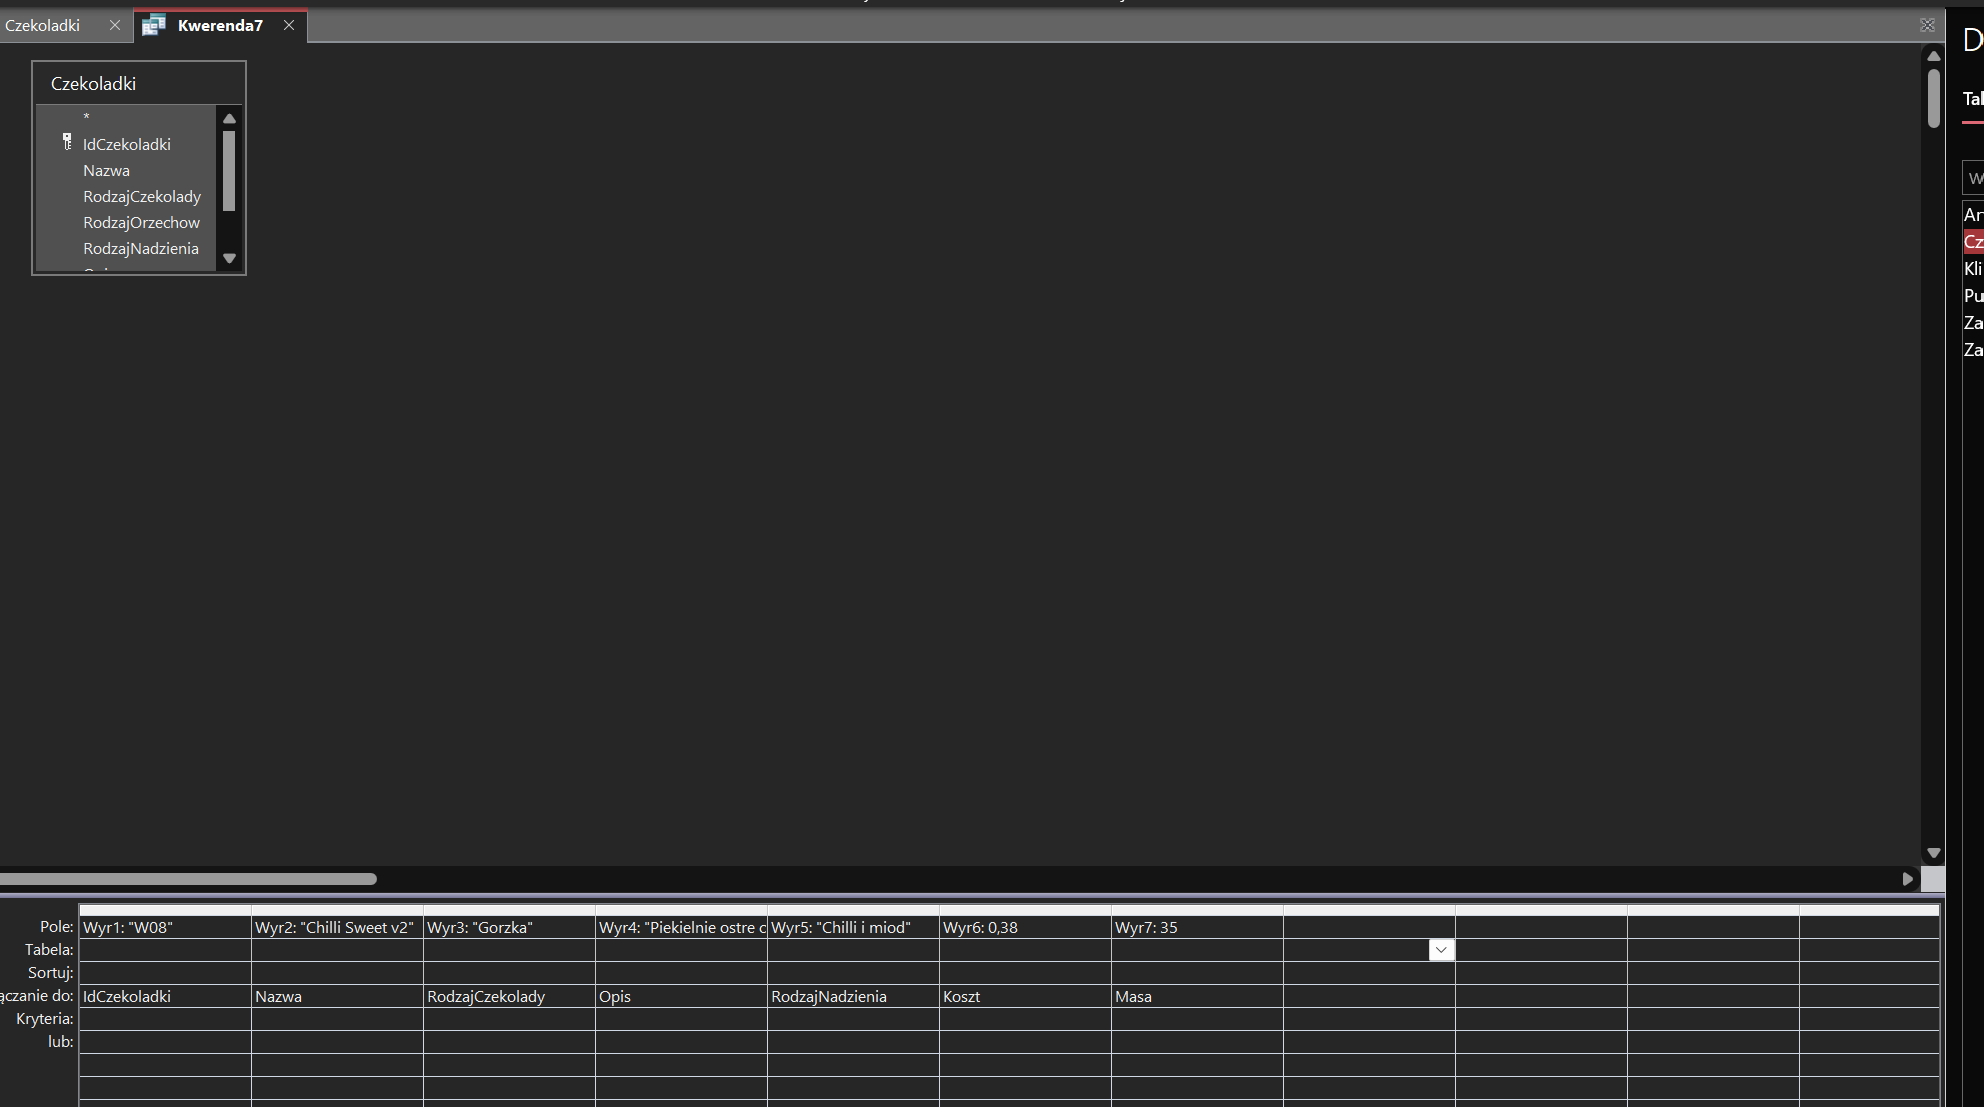 Czekoladki
Kwerenda7
Czekoladki
*
IdCzekoladki
Nazwa
RodzajCzekolady
RodzajOrzechow
RodzajNadzienia
Pole: Wyr1: "W08" Wyr2: "Chilli Sweet v2" Wyr3: "Gorzka" Wyr4: "Piekielnie ostre c Wyr5: "Chilli i miod" Wyr6: 0,38 Wyr7: 35
Tabela:
Sortuj:
ączanie do: IdCzekoladki Nazwa RodzajCzekolady Opis RodzajNadzienia Koszt Masa
Kryteria:
lub:
D
Tal
W
Ar
Cz
Kli
Pu
Za
Za